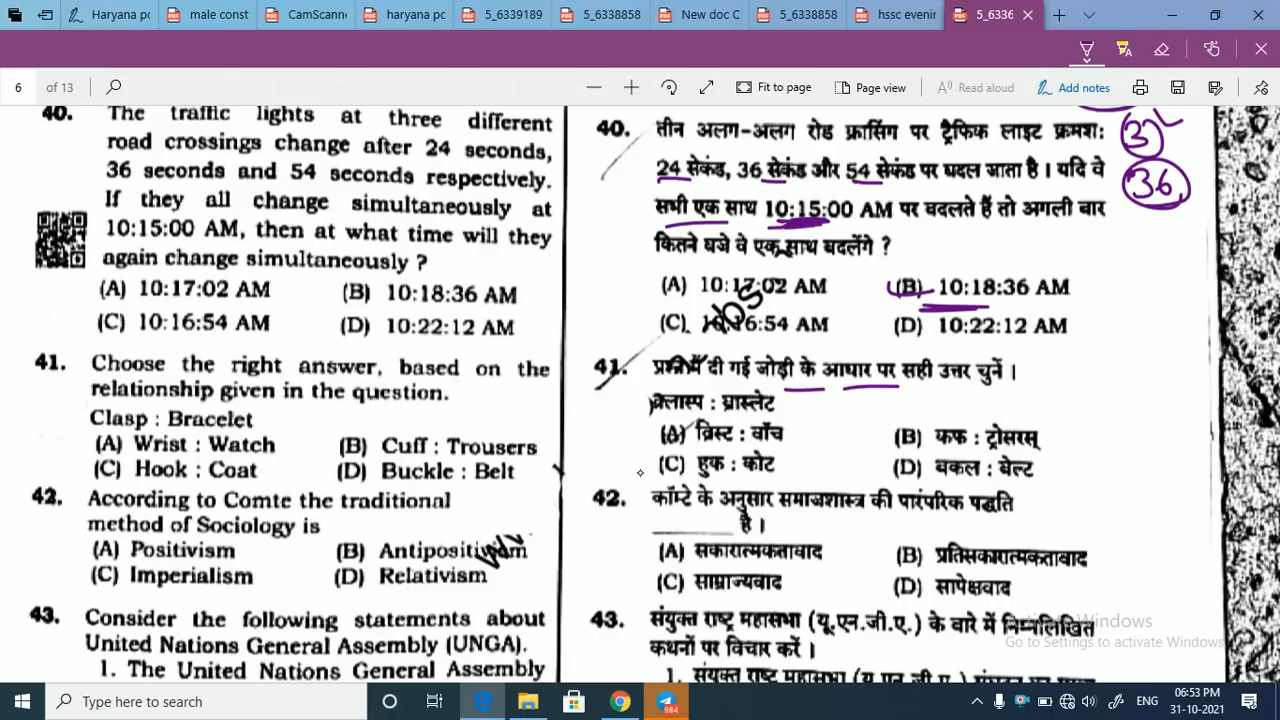 Haryana pc
male const
CamScanne
haryana pc
5_6339189
5_6338858
New doc C
5_6338858
hssc evenin
5_6336
6 of 13
Fit to page
Page view
Read aloud
Add notes
40. The traffic lights at three different
road crossings change after 24 seconds,
36 seconds and 54 seconds respectively.
If they all change simultaneously at
10:15:00 AM, then at what time will they
again change simultaneously ?
(A) 10:17:02 AM (B) 10:18:36 AM
(C) 10:16:54 AM (D) 10:22:12 AM
41. Choose the right answer, based on the
relationship given in the question.
Clasp : Bracelet
(A) Wrist : Watch (B) Cuff : Trousers
(C) Hook : Coat (D) Buckle : Belt
42. According to Comte the traditional
method of Sociology is
(A) Positivism (B) Antipositivism
(C) Imperialism (D) Relativism
43. Consider the following statements about
United Nations General Assembly (UNGA).
1. The United Nations General Assembly
40. तीन अलग-अलग रोड क्रासिंग पर ट्रैफिक लाइट क्रमश:
24 सेकंड, 36 सेकंड और 54 सेकंड पर बदल जाता है। यदि वे
सभी एक साथ 10:15:00 AM पर बदलते हैं तो अगली बार
कितने बजे वे एक साथ बदलेंगे ?
(A) 10:17:02 AM (B) 10:18:36 AM
(C) 10:16:54 AM (D) 10:22:12 AM
41. प्रश्न में दी गई जोड़ी के आधार पर सही उत्तर चुनें।
क्लास्प : ब्रास्लेट
(A) व्रिस्ट : वॉच (B) कफ : ट्रोसरस्
(C) हुक : कोट (D) बकल : बेल्ट
42. कॉम्टे के अनुसार समाजशास्त्र की पारंपरिक पद्धति
________ है।
(A) सकारात्मकतावाद (B) प्रतिसकारात्मकतावाद
(C) साम्राज्यवाद (D) सापेक्षवाद
43. संयुक्त राष्ट्र महासभा (यू.एन.जी.ए.) के बारे में निम्नलिखित
कथनों पर विचार करें।
36
Activate Windows
Go to Settings to activate Windows
Type here to search
984
ENG
06:53 PM
31-10-2021